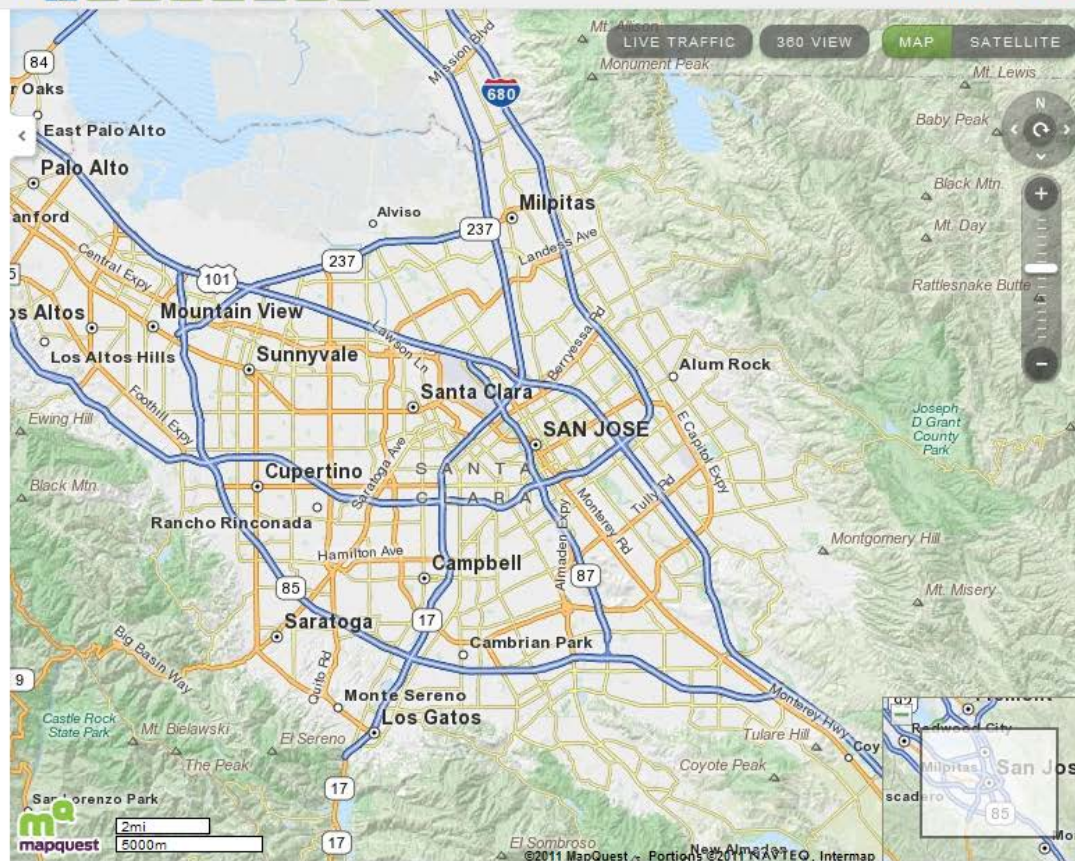 Mt. Allison
LIVE TRAFFIC
360 VIEW
MAP
SATELLITE
84
Mission Blvd
Monument Peak
Mt. Lewis
680
r Oaks
N
East Palo Alto
Baby Peak
Palo Alto
Black Mtn.
anford
Alviso
Milpitas
237
Mt. Day
Landess Ave
Central Expy
237
5
101
Rattlesnake Butte
os Altos
Mountain View
Lawson Ln
Berryessa Rd
Los Altos Hills
Sunnyvale
Alum Rock
Santa Clara
Foothill Expy
Ewing Hill
SAN JOSE
E Capitol Expy
Joseph
D Grant
County
Park
Saratoga Ave
Cupertino
SANTA
CLARA
Black Mtn.
Tully Rd
Monterey Rd
Rancho Rinconada
Almaden Expy
Hamilton Ave
Montgomery Hill
Campbell
87
85
Mt. Misery
17
Saratoga
Cambrian Park
Big Basin Way
Quito Rd
9
Monte Sereno
Monterey Hwy
Los Gatos
Castle Rock
State Park
Mt. Bielawski
El Sereno
Tulare Hill
The Peak
Coy
Coyote Peak
Redwood City
Milpitas
San Jos
scadero
85
17
San Lorenzo Park
mapquest
2mi
5000m
17
El Sombroso
New Almaden
©2011 MapQuest - Portions ©2011 NAVTEQ, Intermap